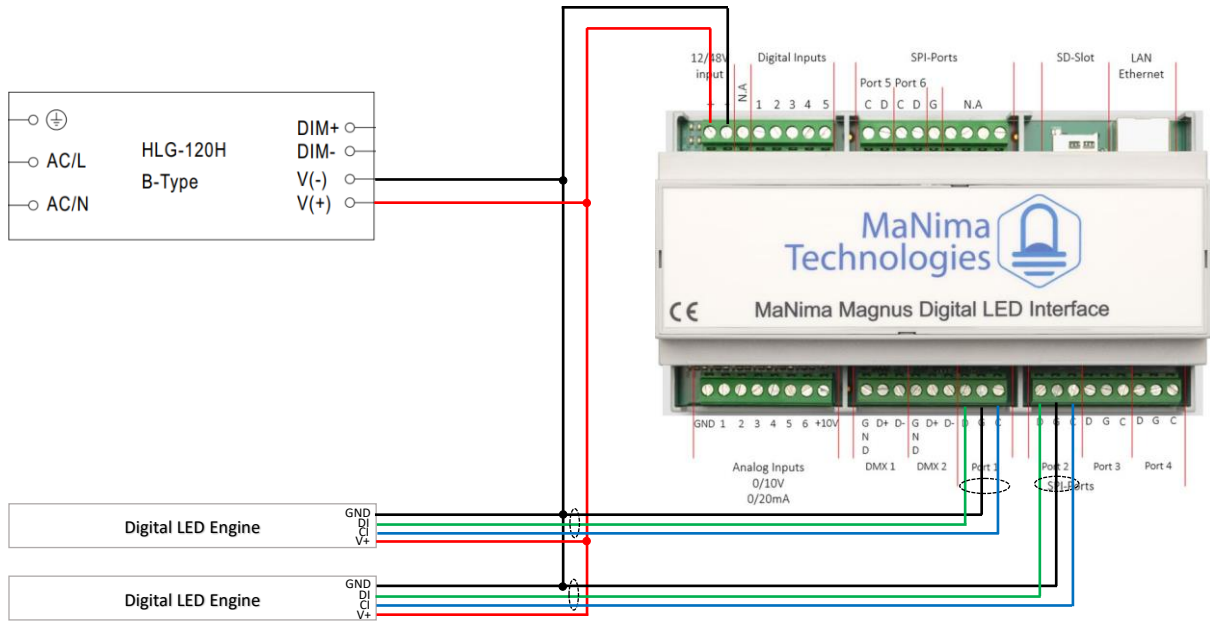 12/48V
input
Digital Inputs
SPI-Ports
SD-Slot
LAN
Ethernet
Port 5 Port 6
+ - N.A 1 2 3 4 5
C D C D G N.A
HLG-120H
B-Type
AC/L
AC/N
DIM+
DIM-
V(-)
V(+)
MaNima
Technologies
CE
MaNima Magnus Digital LED Interface
GND 1 2 3 4 5 6 +10V
GND D+ D- GND D+ D- D G C
D G C D G C D G C
Analog Inputs
0/10V
0/20mA
DMX 1 DMX 2 Port 1
Port 2 Port 3 Port 4
SPI-Ports
Digital LED Engine
GND
DI
CI
V+
Digital LED Engine
GND
DI
CI
V+